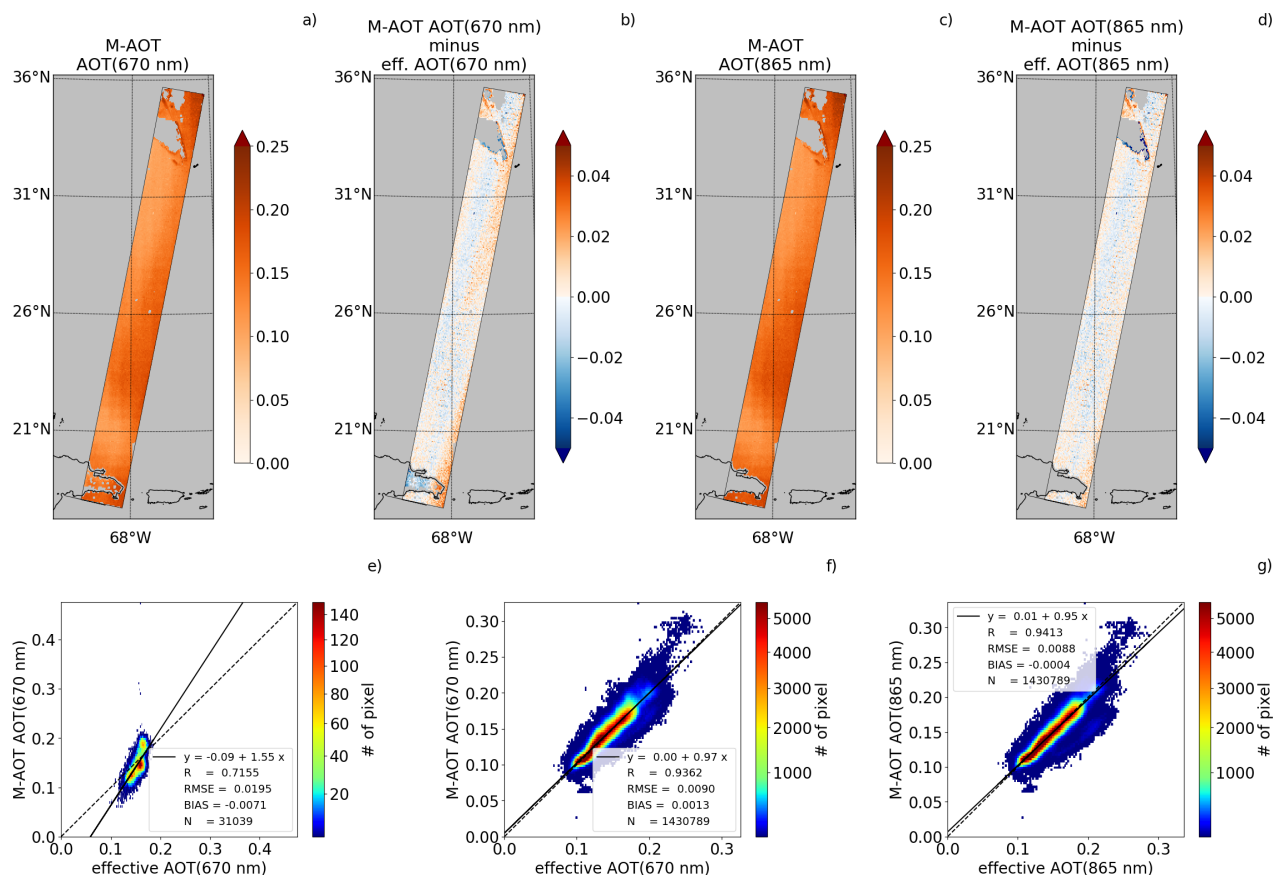 a)
M-AOT
AOT(670 nm)
36°N
31°N
26°N
21°N
68°W
0.25
0.20
0.15
0.10
0.05
0.00
b)
M-AOT AOT(670 nm)
minus
eff. AOT(670 nm)
36°N
31°N
26°N
21°N
68°W
0.04
0.02
0.00
−0.02
−0.04
c)
M-AOT
AOT(865 nm)
36°N
31°N
26°N
21°N
68°W
0.25
0.20
0.15
0.10
0.05
0.00
d)
M-AOT AOT(865 nm)
minus
eff. AOT(865 nm)
36°N
31°N
26°N
21°N
68°W
0.04
0.02
0.00
−0.02
−0.04
e)
M-AOT AOT(670 nm)
0.4
0.3
0.2
0.1
0.0
0.0 0.1 0.2 0.3 0.4
effective AOT(670 nm)
y = -0.09 + 1.55 x
R = 0.7155
RMSE = 0.0195
BIAS = -0.0071
N = 31039
140
120
100
80
60
40
20
# of pixel
f)
M-AOT AOT(670 nm)
0.30
0.25
0.20
0.15
0.10
0.05
0.00
0.0 0.1 0.2 0.3
effective AOT(670 nm)
y = 0.00 + 0.97 x
R = 0.9362
RMSE = 0.0090
BIAS = 0.0013
N = 1430789
5000
4000
3000
2000
1000
# of pixel
g)
M-AOT AOT(865 nm)
0.30
0.25
0.20
0.15
0.10
0.05
0.00
0.0 0.1 0.2 0.3
effective AOT(865 nm)
y = 0.01 + 0.95 x
R = 0.9413
RMSE = 0.0088
BIAS = -0.0004
N = 1430789
5000
4000
3000
2000
1000
# of pixel